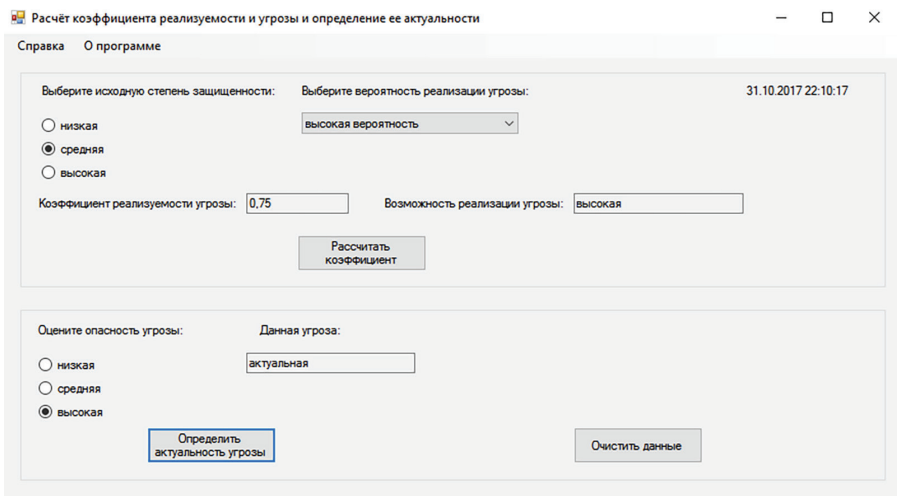 Расчёт коэффициента реализуемости и угрозы и определение ее актуальности
Справка О программе
Выберите исходную степень защищенности: Выберите вероятность реализации угрозы: 31.10.2017 22:10:17
низкая высокая вероятность
средняя
высокая
Коэффициент реализуемости угрозы: 0,75 Возможность реализации угрозы: высокая
Рассчитать
коэффициент
Оцените опасность угрозы: Данная угроза:
низкая актуальная
средняя
высокая
Определить
актуальность угрозы
Очистить данные